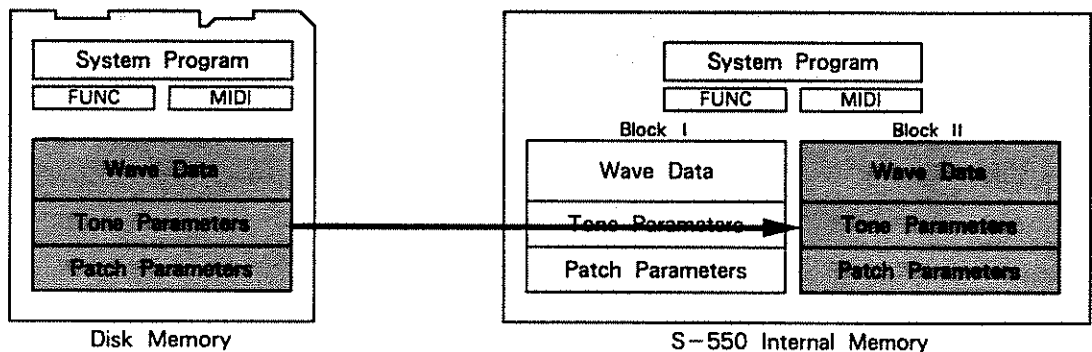 System Program
FUNC MIDI
Wave Data
Tone Parameters
Patch Parameters
Disk Memory
System Program
FUNC MIDI
Block I
Wave Data
Tone Parameters
Patch Parameters
Block II
Wave Data
Tone Parameters
Patch Parameters
S-550 Internal Memory